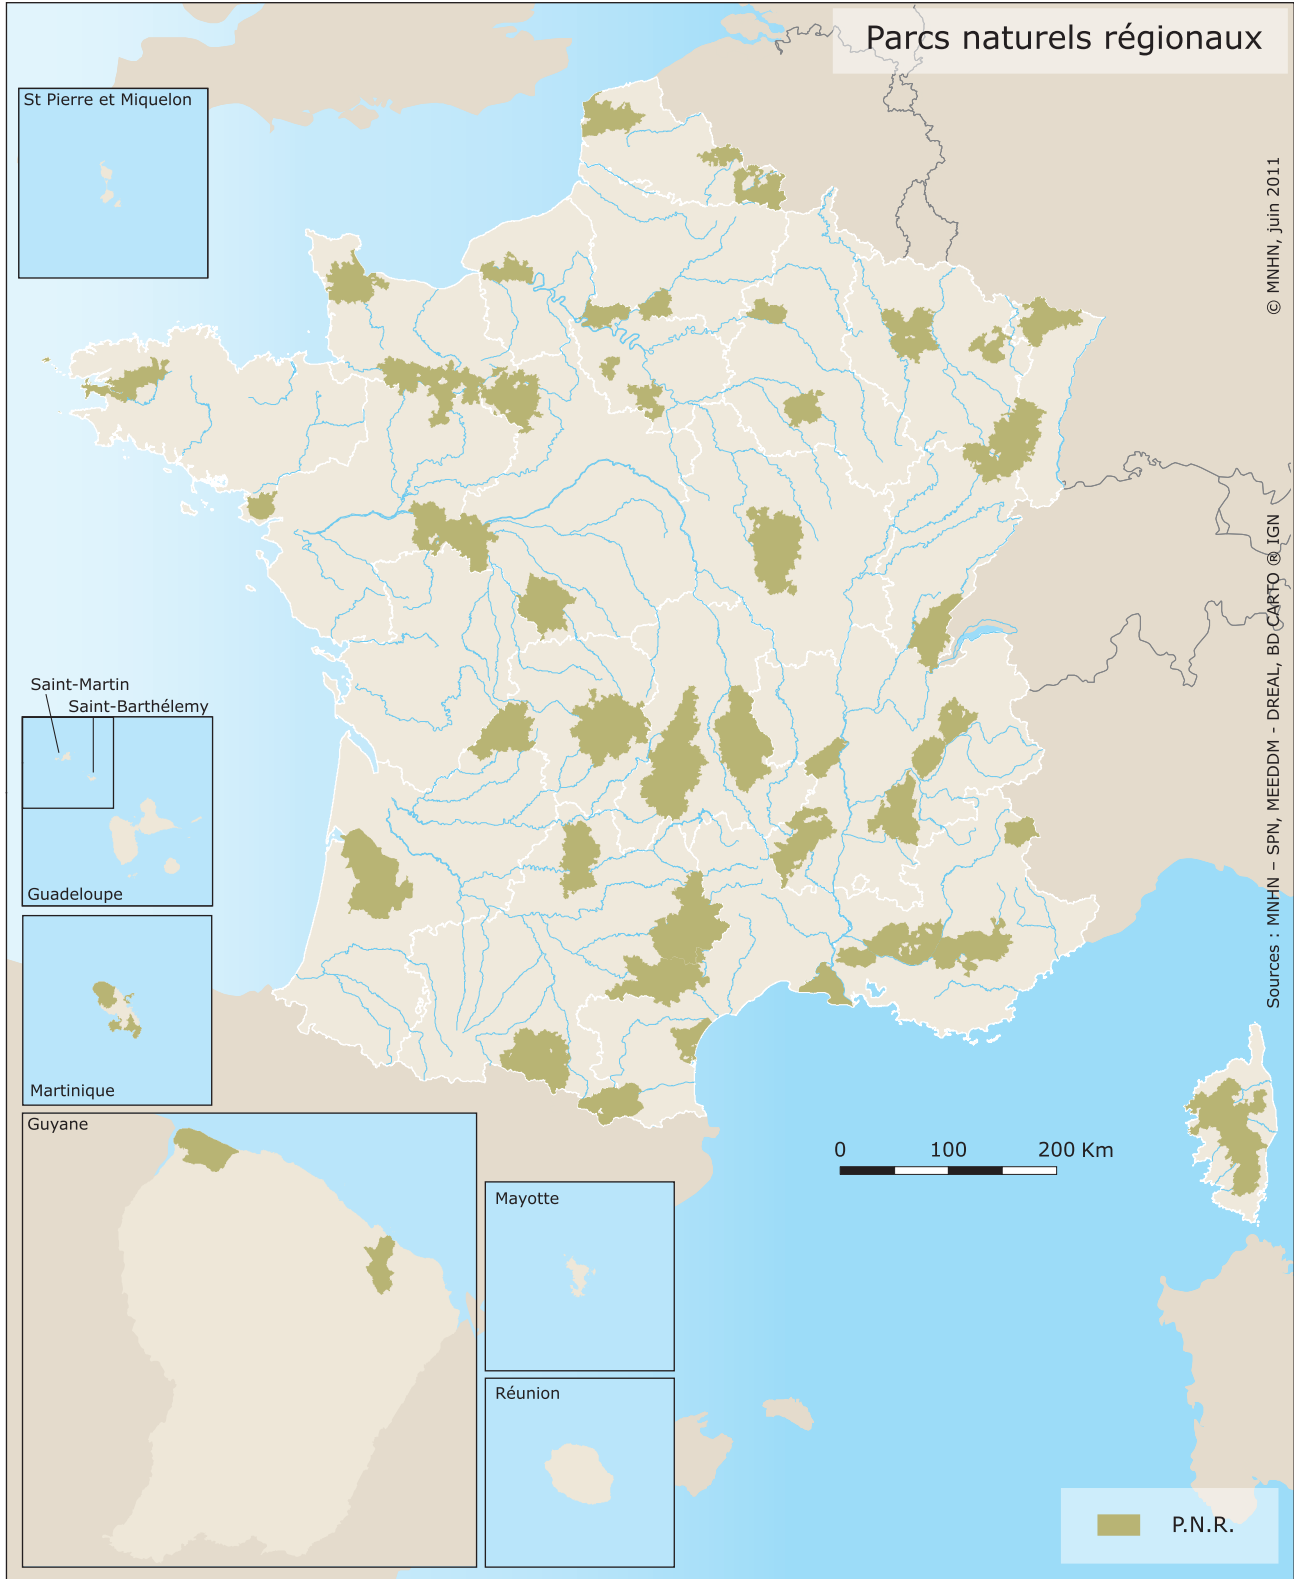 Parcs naturels régionaux
St Pierre et Miquelon
© MNHN, juin 2011
Sources : MNHN – SPN, MEEDDM - DREAL, BD CARTO ® IGN
Saint-Martin
Saint-Barthélemy
Guadeloupe
Martinique
Guyane
Mayotte
Réunion
0 100 200 Km
P.N.R.